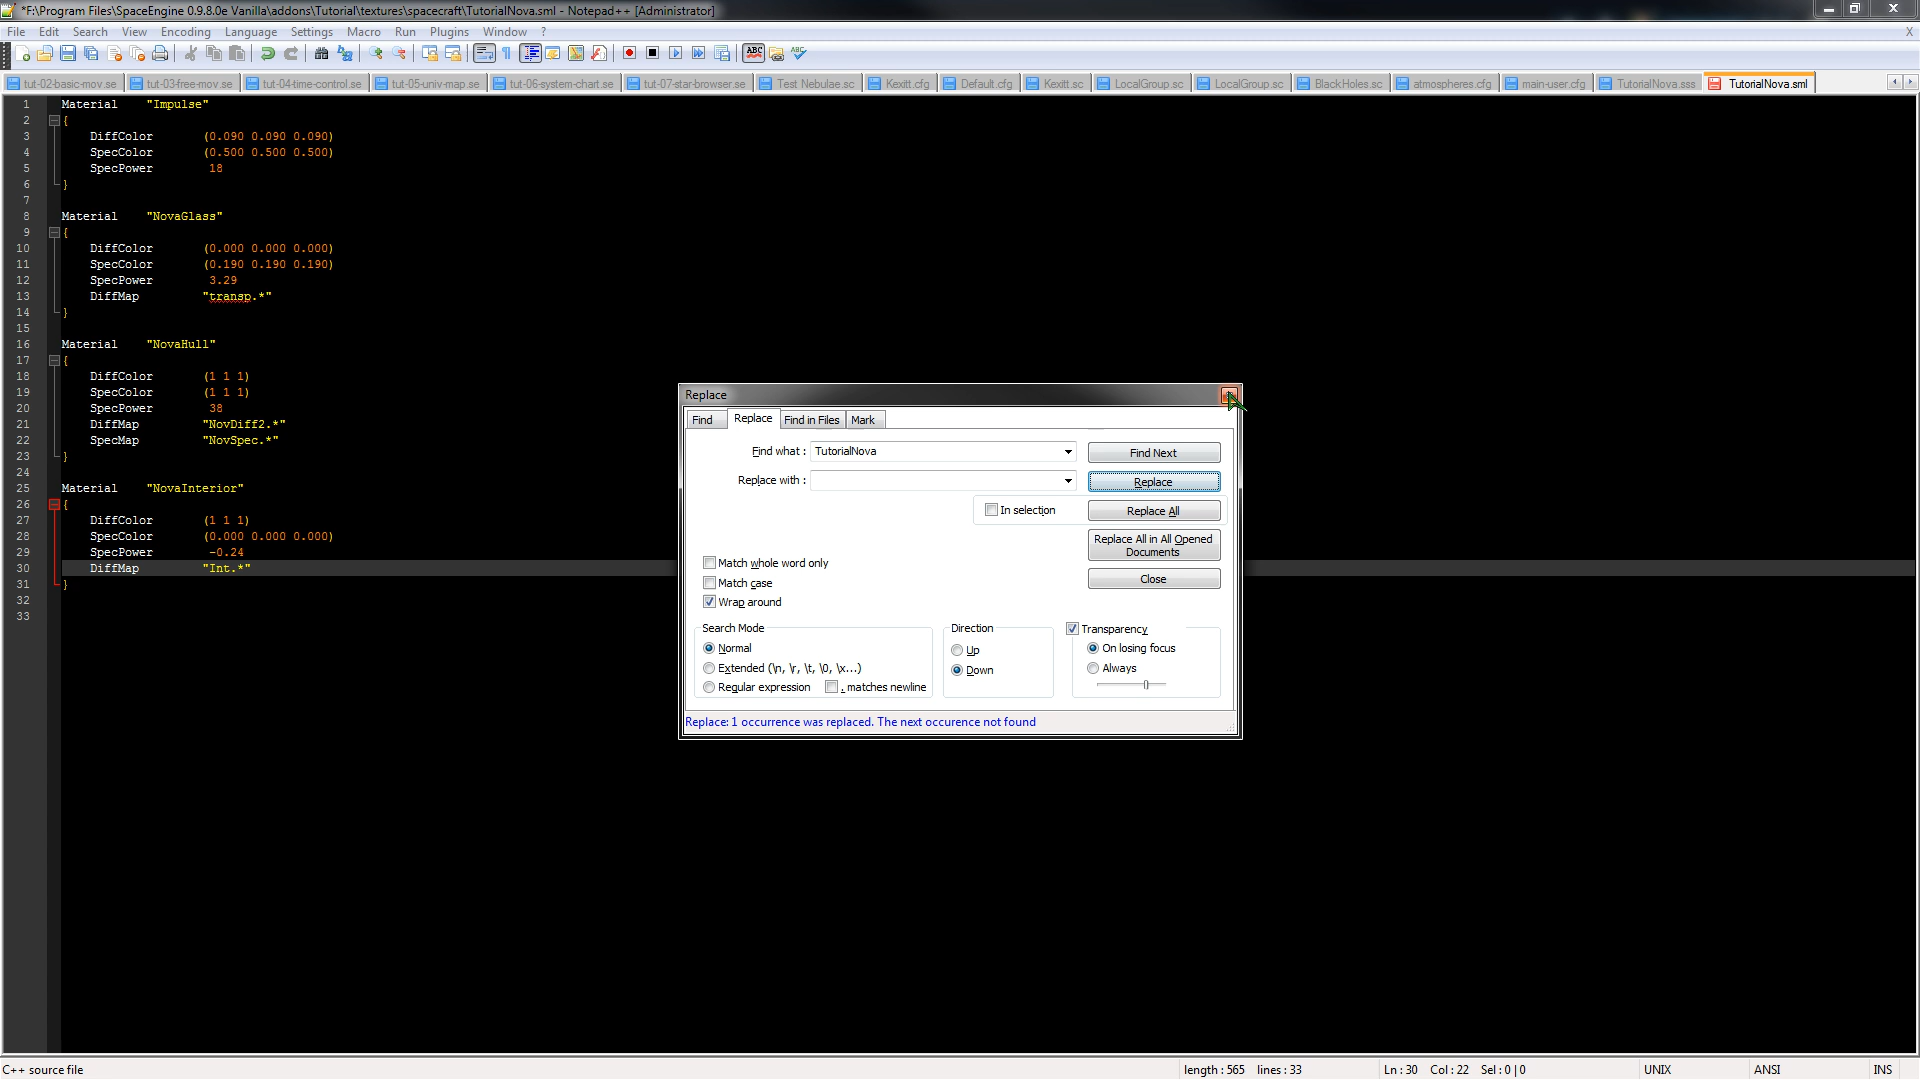 *F:\Program Files\SpaceEngine 0.9.8.0e Vanilla\addons\Tutorial\textures\spacecraft\TutorialNova.sml - Notepad++ [Administrator]
File Edit Search View Encoding Language Settings Macro Run Plugins Window ? X
tut-02-basic-mov.se tut-03-free-mov.se tut-04-time-control.se tut-05-univ-map.se tut-06-system-chart.se tut-07-star-browser.se Test Nebulae.sc Kexitt.cfg Default.cfg Kexitt.sc LocalGroup.sc LocalGroup.sc BlackHoles.sc atmospheres.cfg main-user.cfg TutorialNova.sss TutorialNova.sml
1 Material "Impulse"
2 {
3 DiffColor (0.090 0.090 0.090)
4 SpecColor (0.500 0.500 0.500)
5 SpecPower 18
6 }
7
8 Material "NovaGlass"
9 {
10 DiffColor (0.000 0.000 0.000)
11 SpecColor (0.190 0.190 0.190)
12 SpecPower 3.29
13 DiffMap "transp.*"
14 }
15
16 Material "NovaHull"
17 {
18 DiffColor (1 1 1)
19 SpecColor (1 1 1)
20 SpecPower 38
21 DiffMap "NovDiff2.*"
22 SpecMap "NovSpec.*"
23 }
24
25 Material "NovaInterior"
26 {
27 DiffColor (1 1 1)
28 SpecColor (0.000 0.000 0.000)
29 SpecPower -0.24
30 DiffMap "Int.*"
31 }
32
33
Replace
Find Replace Find in Files Mark
Find what : TutorialNova Find Next
Replace with : Replace
In selection Replace All
Replace All in All Opened
Documents
Match whole word only
Match case Close
Wrap around
Search Mode Direction Transparency
Normal Up On losing focus
Extended (\n, \r, \t, \0, \x...) Down Always
Regular expression . matches newline
Replace: 1 occurrence was replaced. The next occurence not found
C++ source file length : 565 lines : 33 Ln : 30 Col : 22 Sel : 0 | 0 UNIX ANSI INS